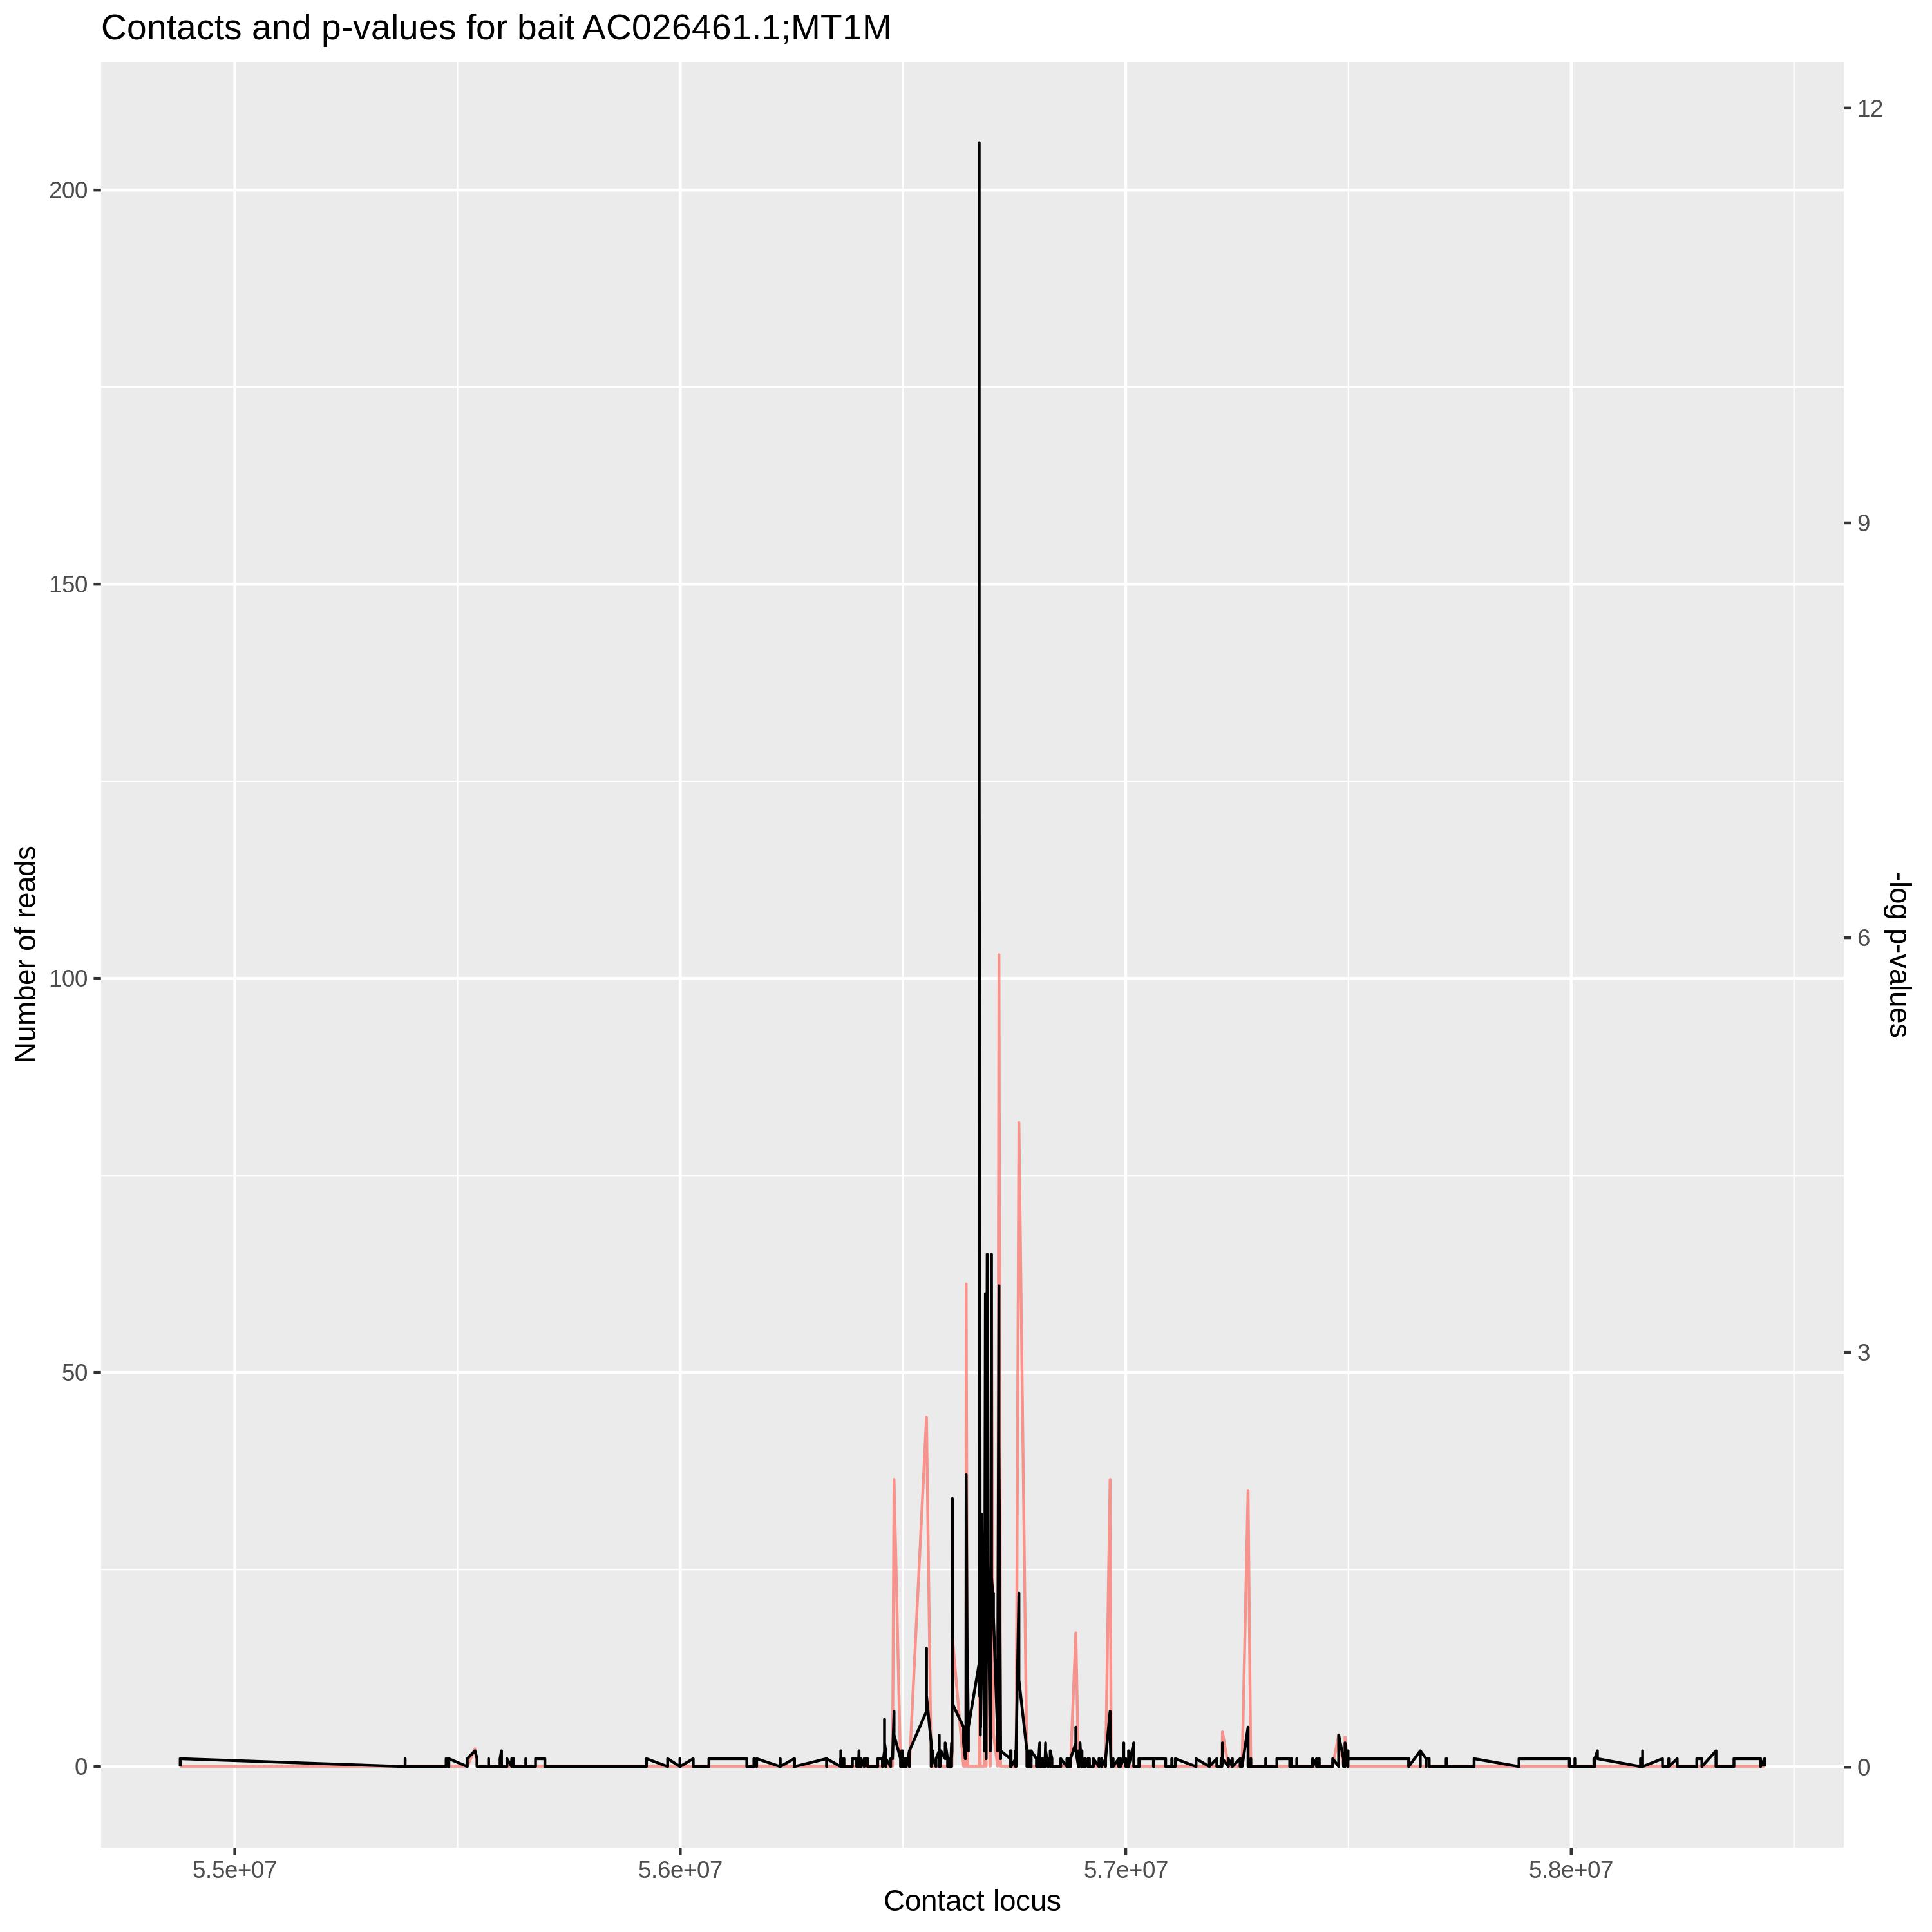 Contacts and p-values for bait AC026461.1;MT1M
Number of reads
200
150
100
50
0
12
9
6
3
0
-log p-values
5.5e+07
5.6e+07
5.7e+07
5.8e+07
Contact locus